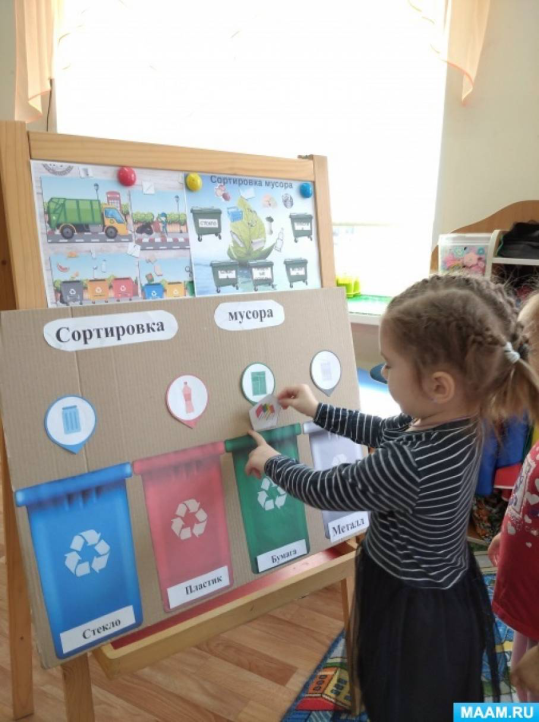 Сортировка мусора
Сортировка
мусора
Стекло
Пластик
Бумага
Металл
MAAM.RU